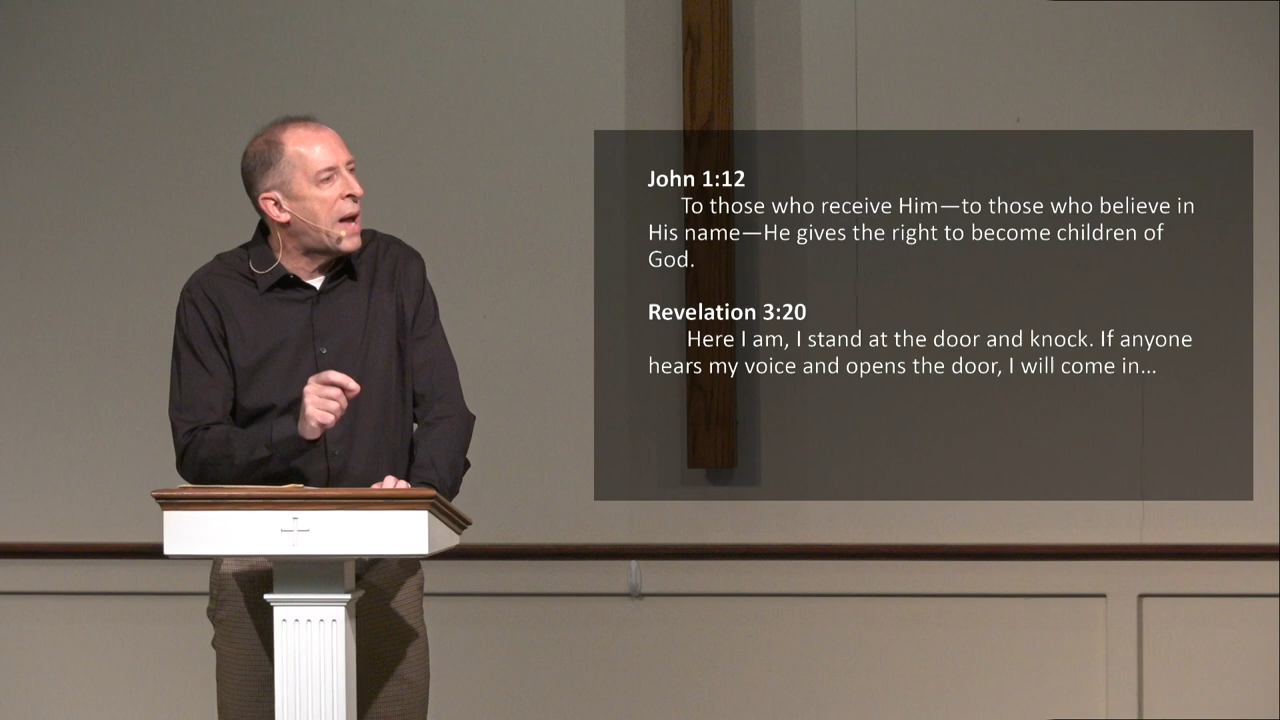 John 1:12
To those who receive Him—to those who believe in
His name—He gives the right to become children of
God.
Revelation 3:20
Here I am, I stand at the door and knock. If anyone
hears my voice and opens the door, I will come in...